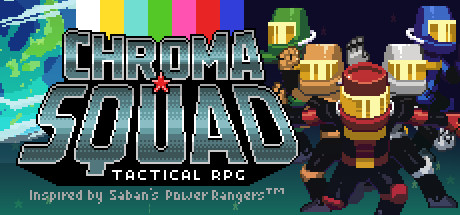 CHROMA
SQUAD
TACTICAL RPG
Inspired by Saban's Power Rangers™